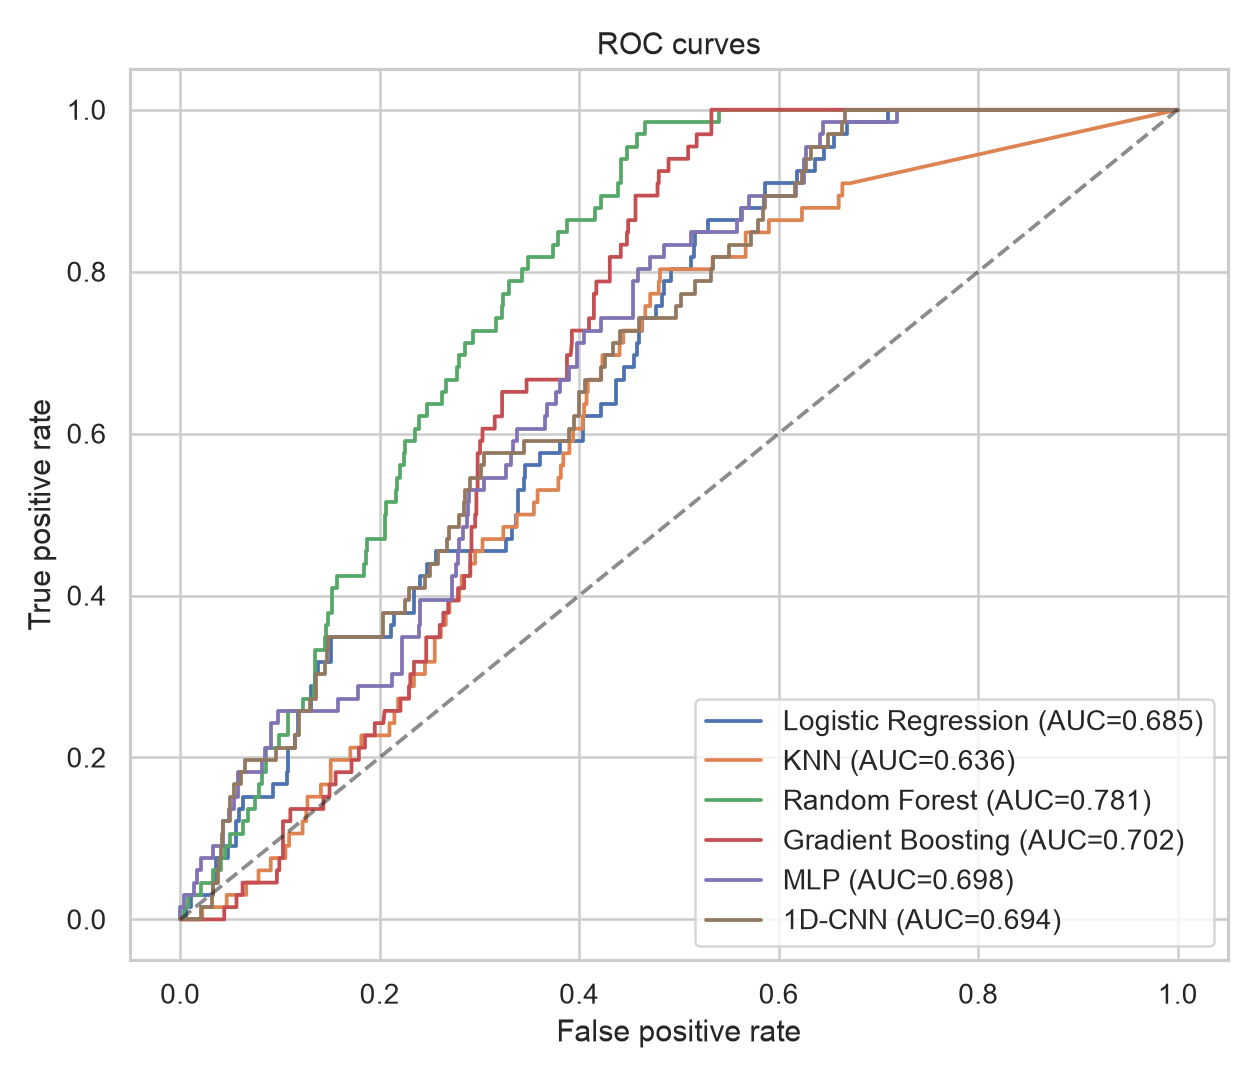 ROC curves
1.0
0.8
0.6
0.4
0.2
0.0
True positive rate
Logistic Regression (AUC=0.685)
KNN (AUC=0.636)
Random Forest (AUC=0.781)
Gradient Boosting (AUC=0.702)
MLP (AUC=0.698)
1D-CNN (AUC=0.694)
0.0 0.2 0.4 0.6 0.8 1.0
False positive rate